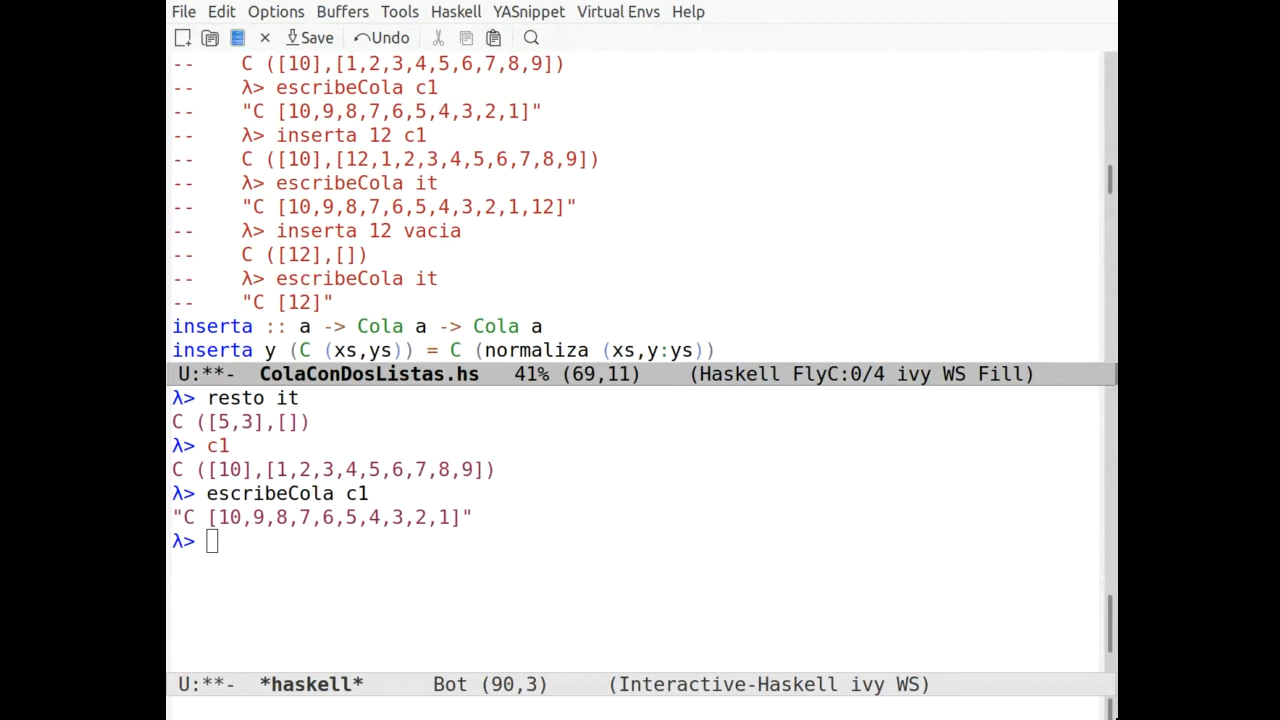 File Edit Options Buffers Tools Haskell YASnippet Virtual Envs Help
Save Undo
--    C ([10],[1,2,3,4,5,6,7,8,9])
--    λ> escribeCola c1
--    "C [10,9,8,7,6,5,4,3,2,1]"
--    λ> inserta 12 c1
--    C ([10],[12,1,2,3,4,5,6,7,8,9])
--    λ> escribeCola it
--    "C [10,9,8,7,6,5,4,3,2,1,12]"
--    λ> inserta 12 vacia
--    C ([12],[])
--    λ> escribeCola it
--    "C [12]"
inserta :: a -> Cola a -> Cola a
inserta y (C (xs,ys)) = C (normaliza (xs,y:ys))
U:**-  ColaConDosListas.hs   41% (69,11)    (Haskell FlyC:0/4 ivy WS Fill)
λ> resto it
C ([5,3],[])
λ> c1
C ([10],[1,2,3,4,5,6,7,8,9])
λ> escribeCola c1
"C [10,9,8,7,6,5,4,3,2,1]"
λ>
U:**-  *haskell*      Bot (90,3)     (Interactive-Haskell ivy WS)